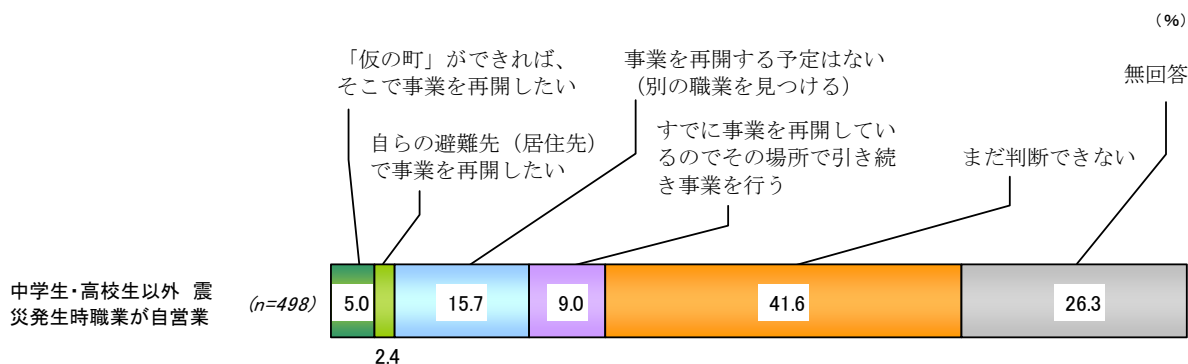 (%)
「仮の町」ができれば、
そこで事業を再開したい
自らの避難先(居住先)
で事業を再開したい
事業を再開する予定はない
(別の職業を見つける)
すでに事業を再開してい
るのでその場所で引き続
き事業を行う
まだ判断できない
無回答
中学生・高校生以外 震
災発生時職業が自営業
(n=498)
5.0
2.4
15.7
9.0
41.6
26.3